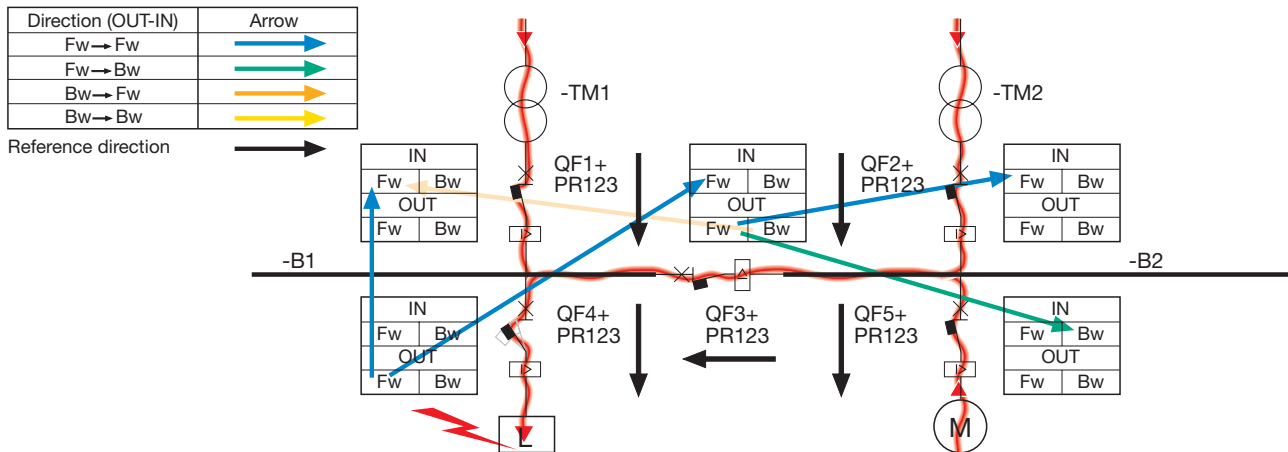 Direction (OUT-IN) Arrow
Fw → Fw
Fw → Bw
Bw → Fw
Bw → Bw
Reference direction
-TM1
-TM2
IN
Fw Bw
OUT
Fw Bw
QF1+
PR123
IN
Fw Bw
OUT
Fw Bw
QF2+
PR123
IN
Fw Bw
OUT
Fw Bw
-B1
-B2
IN
Fw Bw
OUT
Fw Bw
QF4+
PR123
QF3+
PR123
QF5+
PR123
IN
Fw Bw
OUT
Fw Bw
L
M